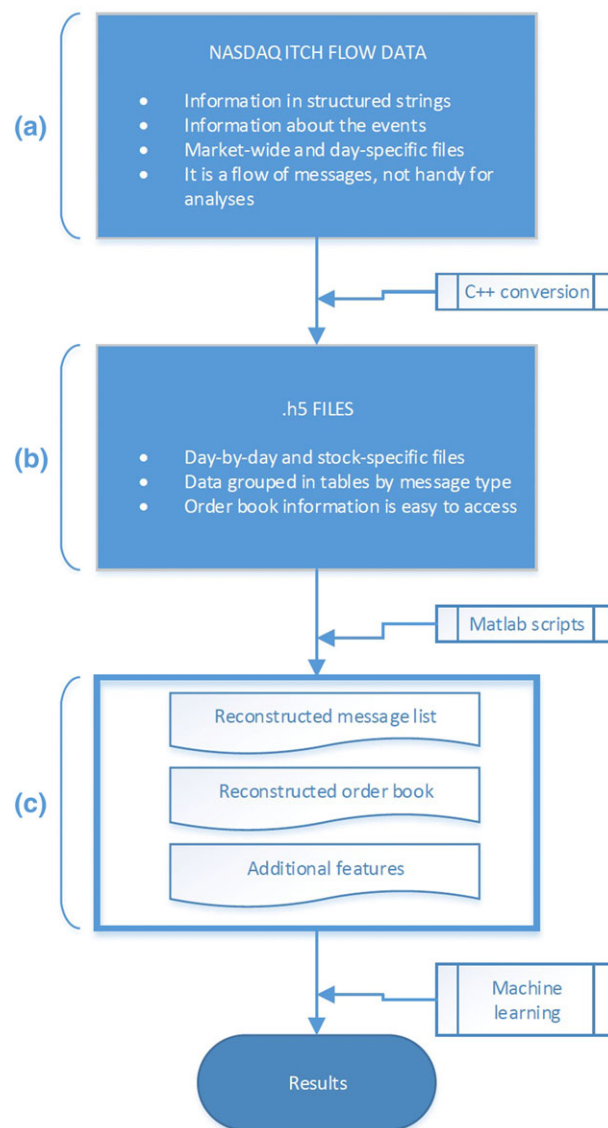 NASDAQ ITCH FLOW DATA
(a)
• Information in structured strings
• Information about the events
• Market-wide and day-specific files
• It is a flow of messages, not handy for
analyses
C++ conversion
.h5 FILES
(b)
• Day-by-day and stock-specific files
• Data grouped in tables by message type
• Order book information is easy to access
Matlab scripts
Reconstructed message list
(c)
Reconstructed order book
Additional features
Machine
learning
Results